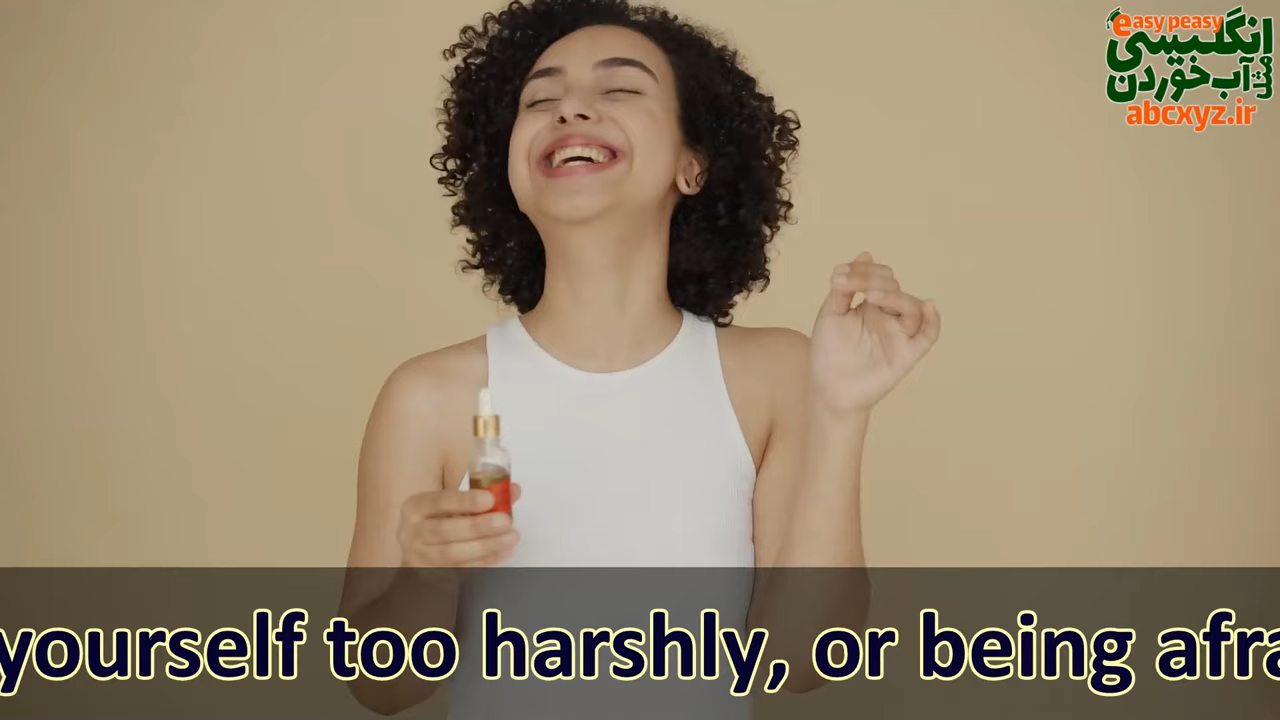 easy peasy
انگلیسی
مثل
آب خوردن
abcxyz.ir
yourself too harshly, or being afra